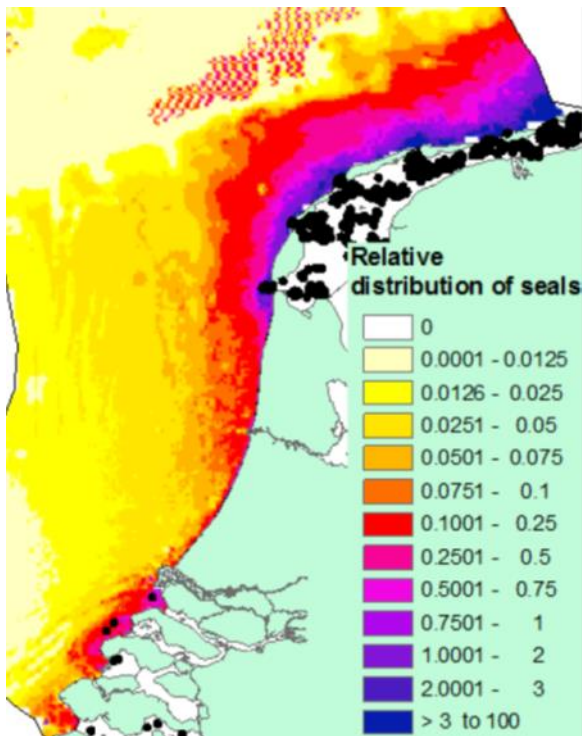 Relative
distribution of seals
0
0.0001 - 0.0125
0.0126 - 0.025
0.0251 - 0.05
0.0501 - 0.075
0.0751 - 0.1
0.1001 - 0.25
0.2501 - 0.5
0.5001 - 0.75
0.7501 - 1
1.0001 - 2
2.0001 - 3
> 3 to 100